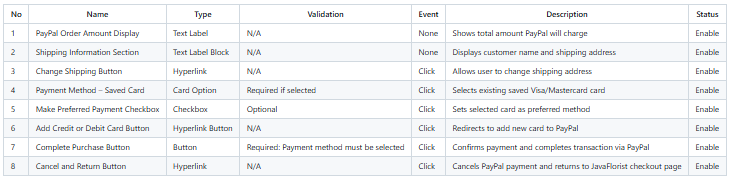 No Name Type Validation Event Description Status
1 PayPal Order Amount Display Text Label N/A None Shows total amount PayPal will charge Enable
2 Shipping Information Section Text Label Block N/A None Displays customer name and shipping address Enable
3 Change Shipping Button Hyperlink N/A Click Allows user to change shipping address Enable
4 Payment Method – Saved Card Card Option Required if selected Click Selects existing saved Visa/Mastercard card Enable
5 Make Preferred Payment Checkbox Checkbox Optional Click Sets selected card as preferred method Enable
6 Add Credit or Debit Card Button Hyperlink Button N/A Click Redirects to add new card to PayPal Enable
7 Complete Purchase Button Button Required: Payment method must be selected Click Confirms payment and completes transaction via PayPal Enable
8 Cancel and Return Button Hyperlink N/A Click Cancels PayPal payment and returns to JavaFlorist checkout page Enable